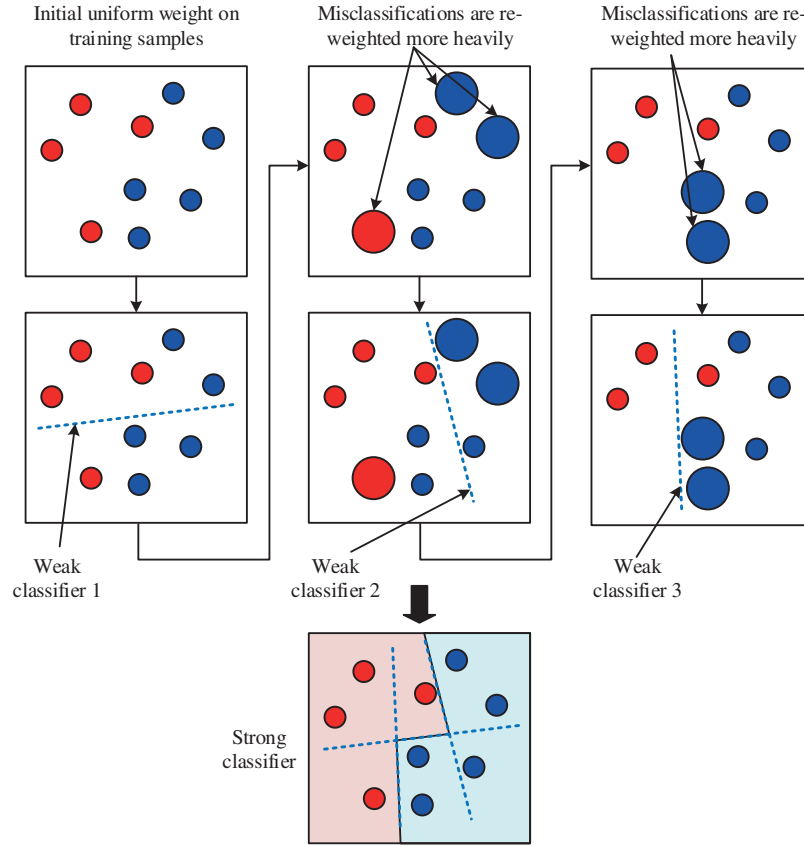 Initial uniform weight on
training samples
Misclassifications are re-
weighted more heavily
Misclassifications are re-
weighted more heavily
Weak
classifier 1
Weak
classifier 2
Weak
classifier 3
Strong
classifier